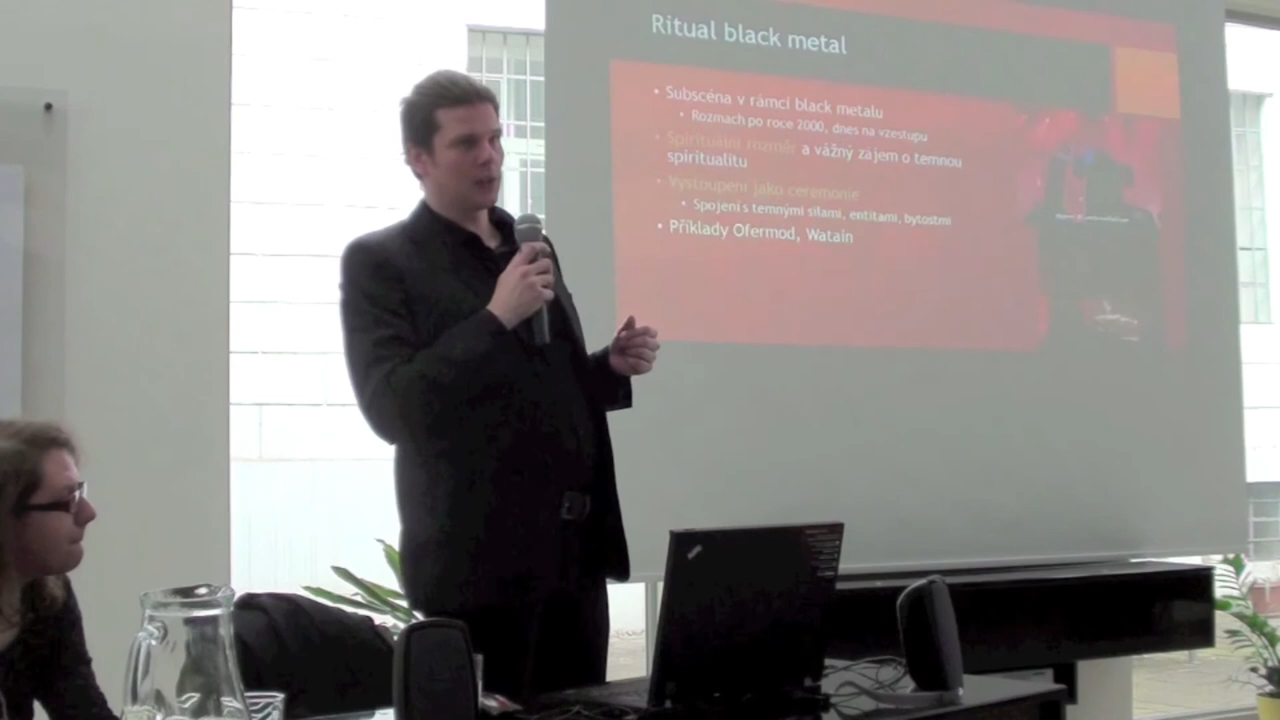 Ritual black metal
• Subscéna v rámci black metalu
• Rozmach po roce 2000, dnes na vzestupu
• Spirituální rozměr a vážný zájem o temnou
spiritualitu
• Vystoupení jako ceremonie
• Spojení s temnými silami, entitami, bytostmi
• Příklady Ofermod, Watain